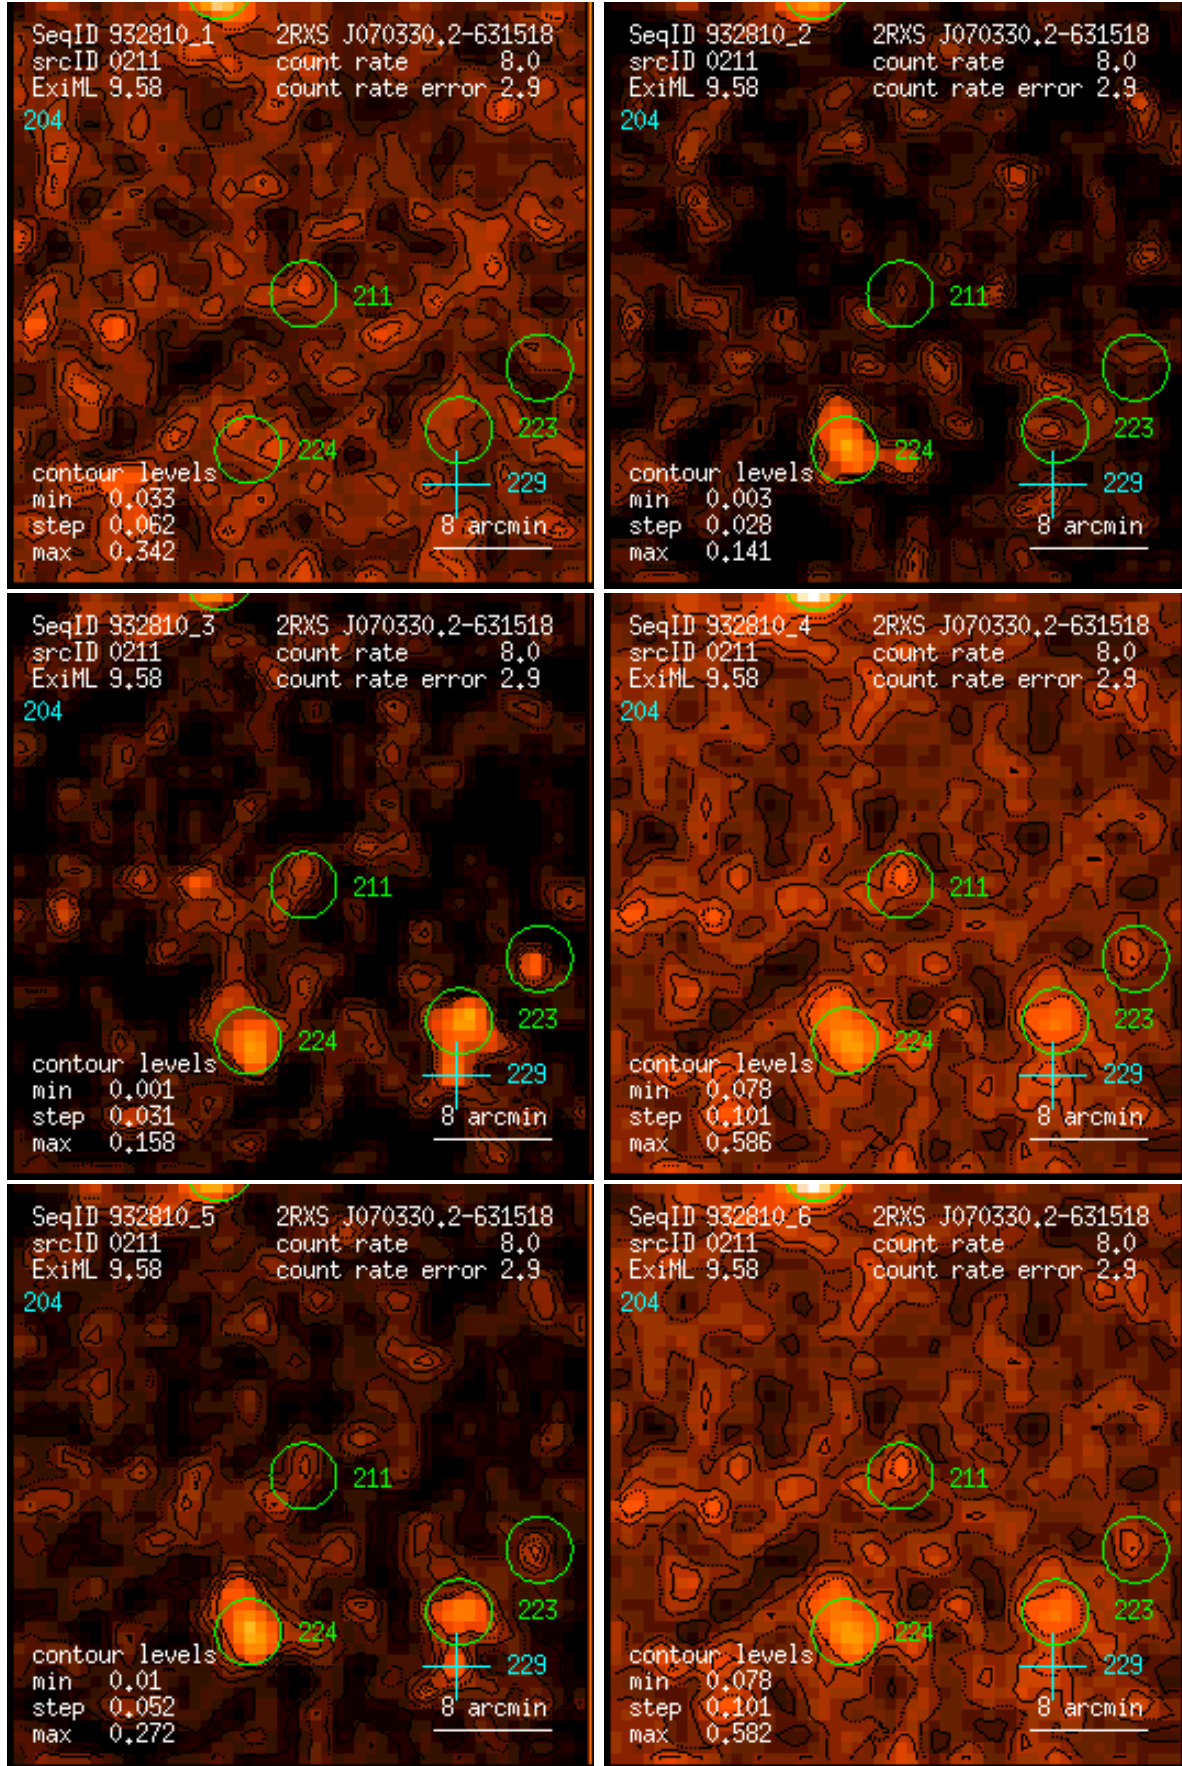 SeqID 932810_1 2RXS J070330.2-631518
srcID 0211 count rate 8.0
ExiML 9.58 count rate error 2.9
204
211
224 223
contour levels
min 0.033 229
step 0.062 8 arcmin
max 0.342
SeqID 932810_2 2RXS J070330.2-631518
srcID 0211 count rate 8.0
ExiML 9.58 count rate error 2.9
204
211
224 223
contour levels
min 0.003 229
step 0.028 8 arcmin
max 0.141
SeqID 932810_3 2RXS J070330.2-631518
srcID 0211 count rate 8.0
ExiML 9.58 count rate error 2.9
204
211
224 223
contour levels
min 0.001 229
step 0.031 8 arcmin
max 0.158
SeqID 932810_4 2RXS J070330.2-631518
srcID 0211 count rate 8.0
ExiML 9.58 count rate error 2.9
204
211
224 223
contour levels
min 0.078 229
step 0.101 8 arcmin
max 0.586
SeqID 932810_5 2RXS J070330.2-631518
srcID 0211 count rate 8.0
ExiML 9.58 count rate error 2.9
204
211
224 223
contour levels
min 0.01 229
step 0.052 8 arcmin
max 0.272
SeqID 932810_6 2RXS J070330.2-631518
srcID 0211 count rate 8.0
ExiML 9.58 count rate error 2.9
204
211
224 223
contour levels
min 0.078 229
step 0.101 8 arcmin
max 0.582